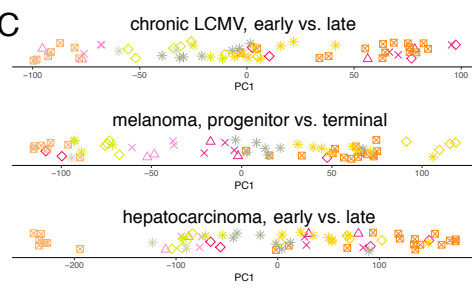 C
chronic LCMV, early vs. late
−100 −50 0 50 100
PC1
melanoma, progenitor vs. terminal
−100 −50 0 50 100
PC1
hepatocarcinoma, early vs. late
−200 −100 0 100
PC1